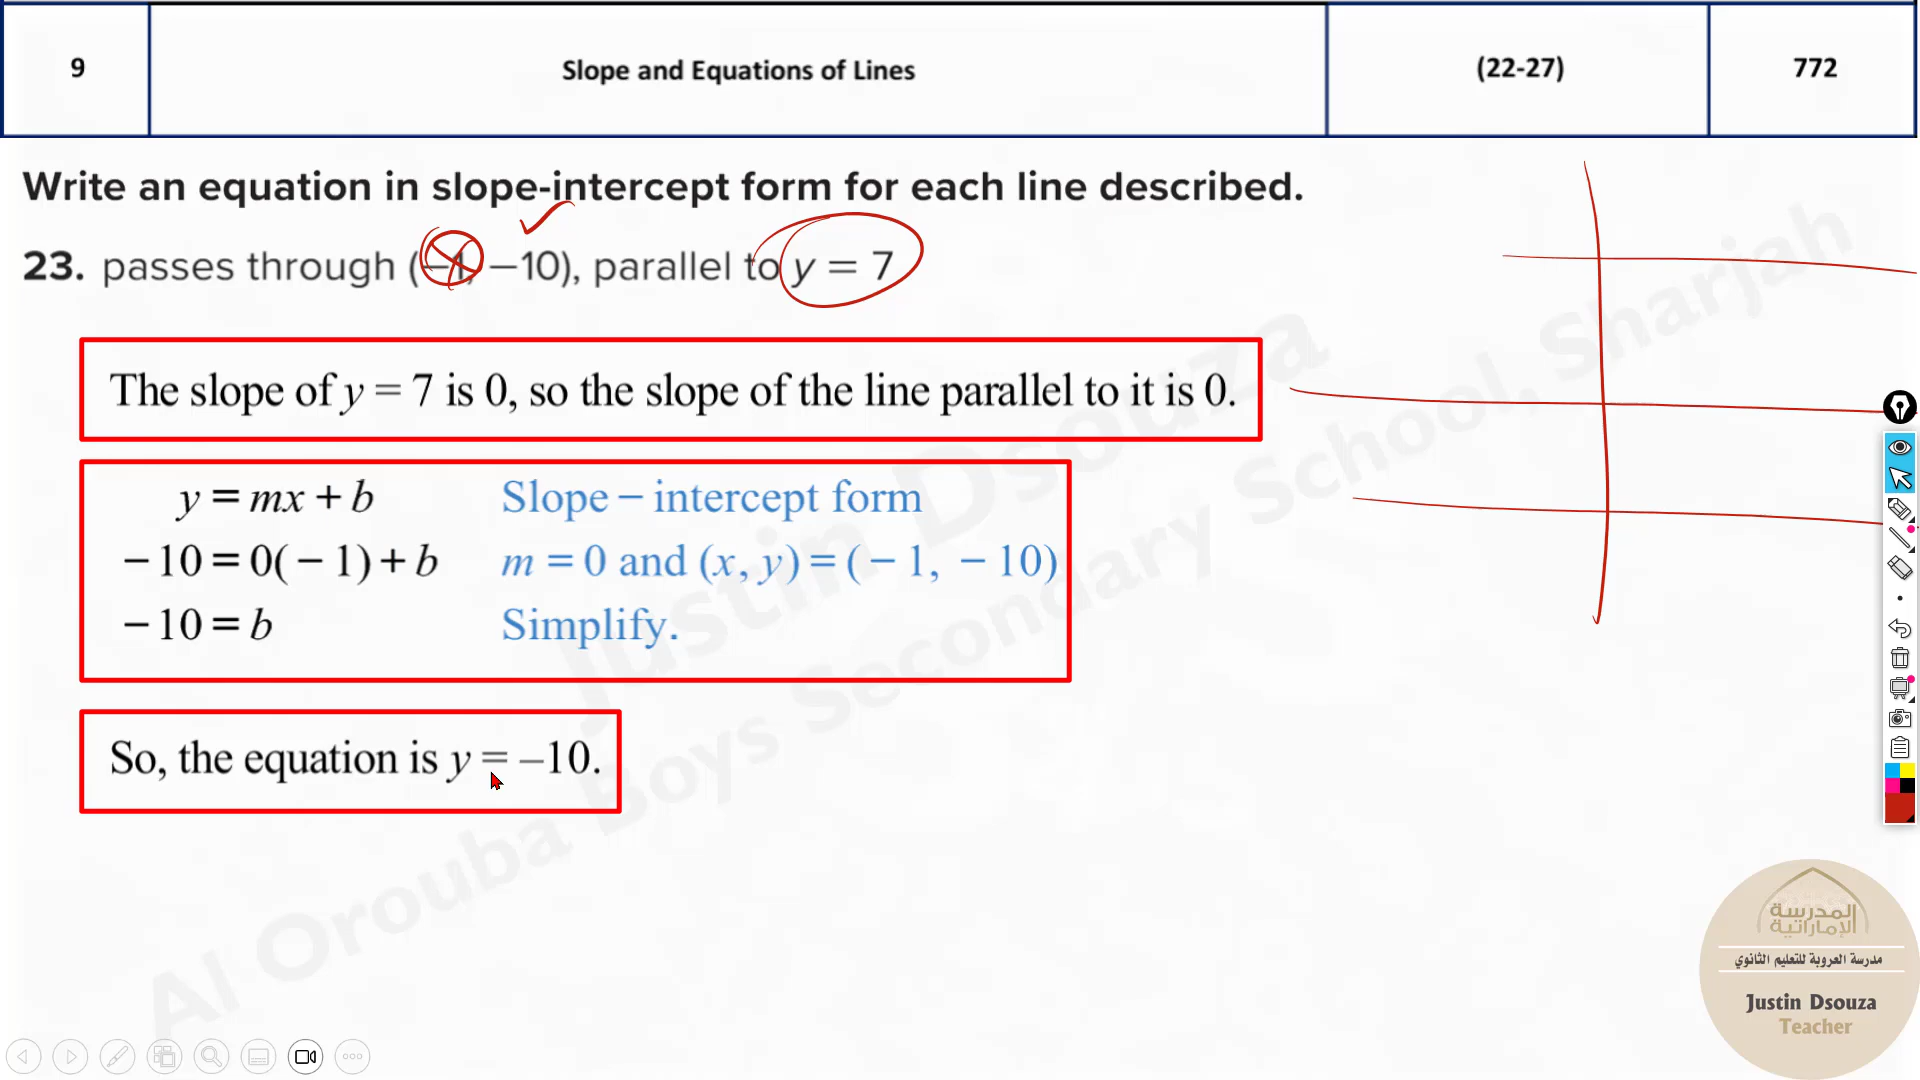 9 Slope and Equations of Lines (22-27) 772
Write an equation in slope-intercept form for each line described.
23. passes through (−1, −10), parallel to y = 7
The slope of y = 7 is 0, so the slope of the line parallel to it is 0.
y = mx + b Slope − intercept form
−10 = 0(−1) + b m = 0 and (x, y) = (−1, −10)
−10 = b Simplify.
So, the equation is y = −10.
Justin Dsouza
Al Orouba Boys Secondary School, Sharjah
المدرسة
الإماراتية
مدرسة العروبة للتعليم الثانوي
Justin Dsouza
Teacher